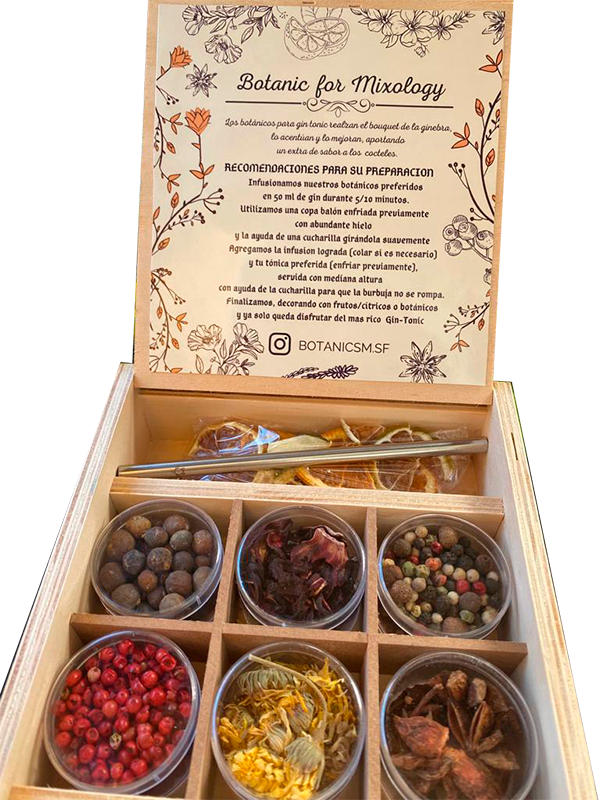 Botanic for Mixology
Los botánicos para gin tonic realzan el bouquet de la ginebra,
lo acentúan y lo mejoran, aportando
un extra de sabor a los cocteles.
RECOMENDACIONES PARA SU PREPARACION
Infusionamos nuestros botánicos preferidos
en 50 ml de gin durante 5/10 minutos.
Utilizamos una copa balón enfriada previamente
con abundante hielo
y la ayuda de una cucharilla girándola suavemente
Agregamos la infusion lograda (colar si es necesario)
y tu tónica preferida (enfriar previamente),
servida con mediana altura
con ayuda de la cucharilla para que la burbuja no se rompa.
Finalizamos, decorando con frutos/citricos o botánicos
y ya solo queda disfrutar del mas rico Gin-Tonic
BOTANICSM.SF